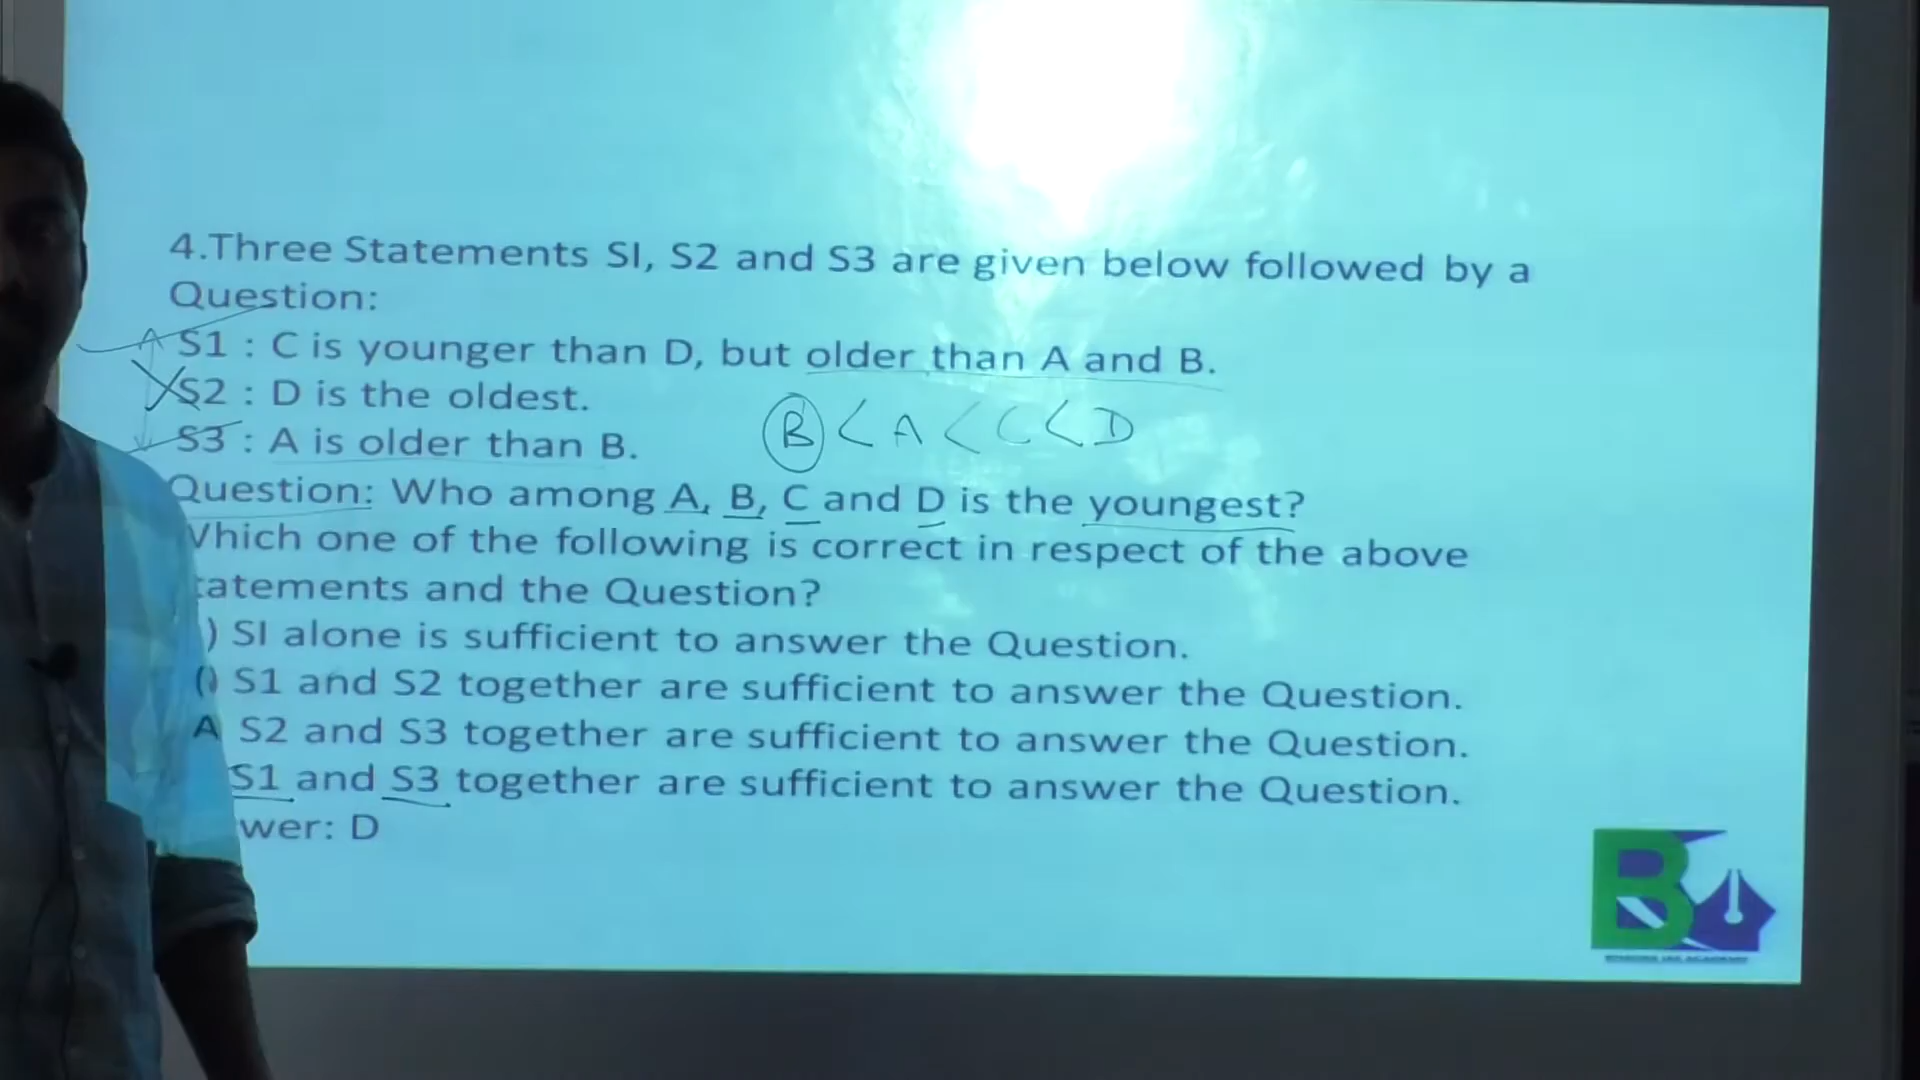 4.Three Statements SI, S2 and S3 are given below followed by a
Question:
S1 : C is younger than D, but older than A and B.
S2 : D is the oldest.
B < A < C < D
S3 : A is older than B.
Question: Who among A, B, C and D is the youngest?
Which one of the following is correct in respect of the above
atements and the Question?
) SI alone is sufficient to answer the Question.
) S1 and S2 together are sufficient to answer the Question.
S2 and S3 together are sufficient to answer the Question.
S1 and S3 together are sufficient to answer the Question.
wer: D
B